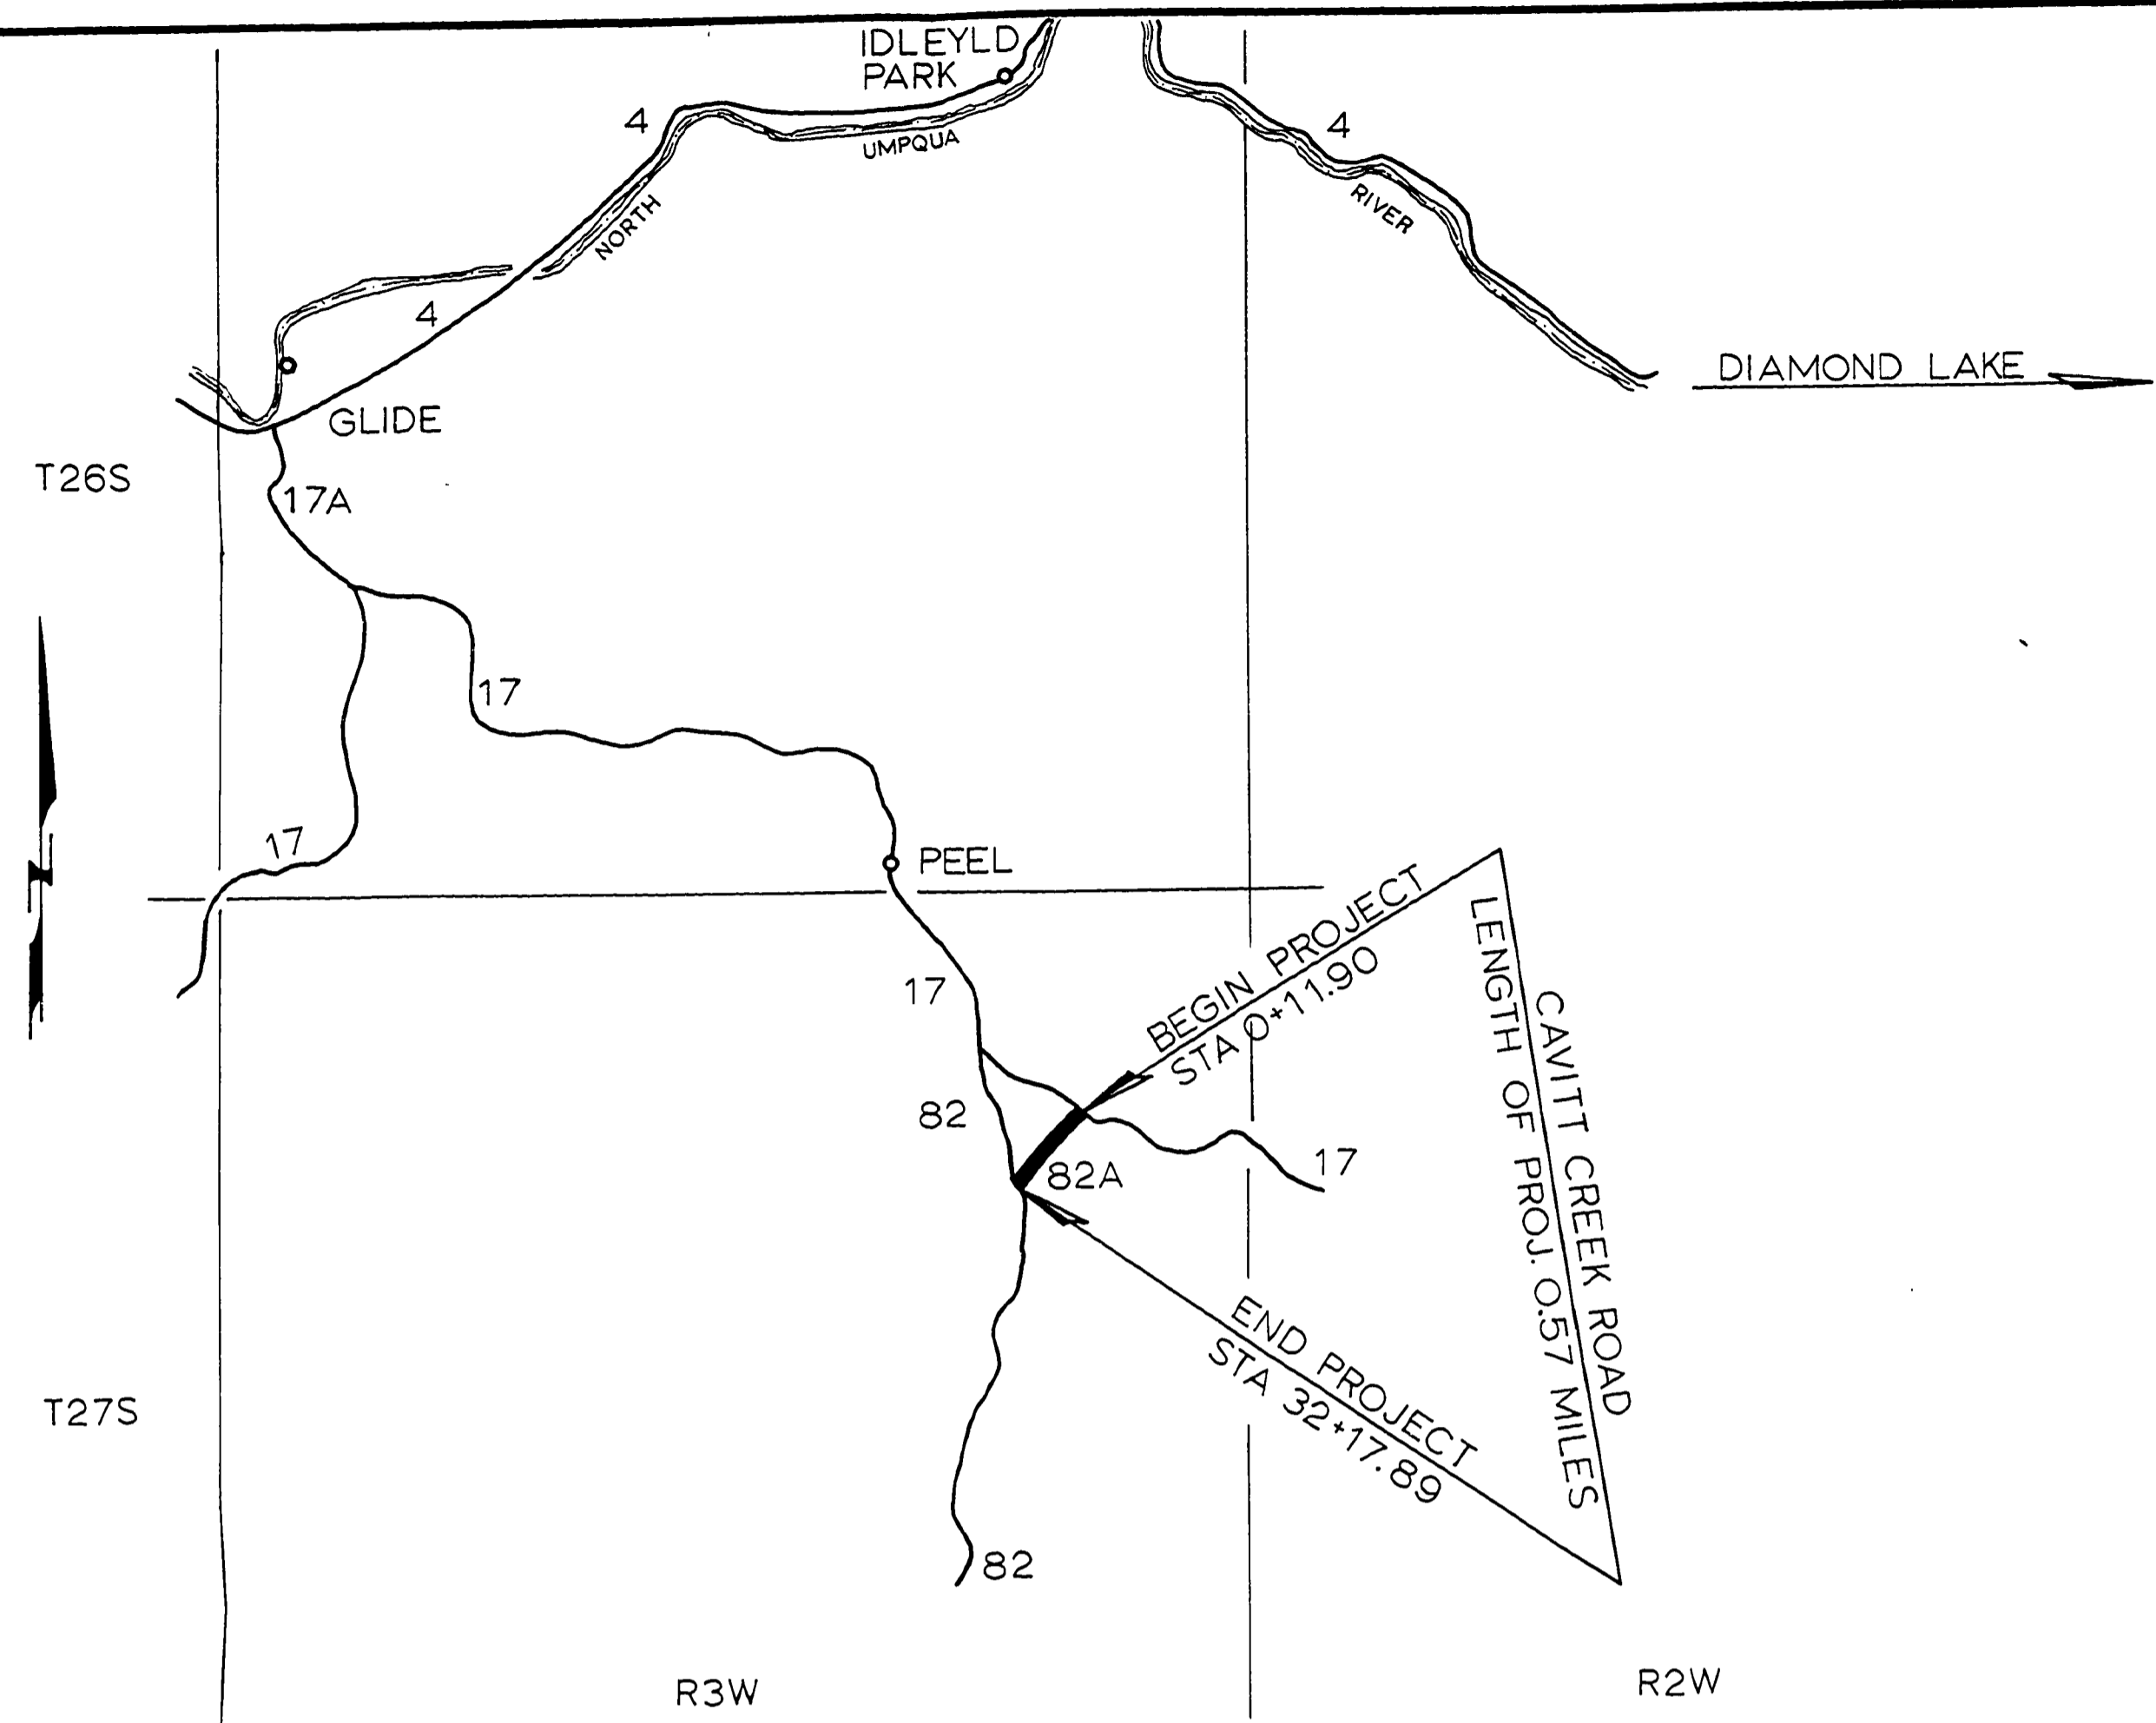 IDLEYLD
PARK
4
UMPQUA
4
NORTH
RIVER
4
DIAMOND LAKE
GLIDE
T26S
17A
17
17
PEEL
N
17
BEGIN PROJECT
STA 0+11.90
LENGTH OF PROJ. 0.57 MILES
CAVITT CREEK ROAD
82
82A
17
END PROJECT
STA 32+17.89
T27S
82
R3W
R2W